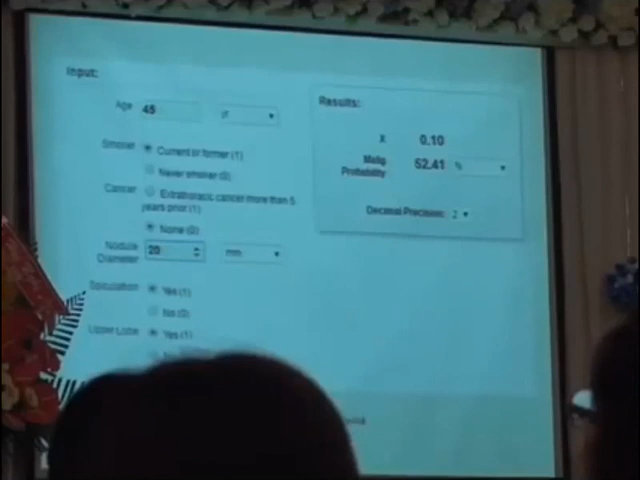 Input:
Age 45 yr
Smoker Current or former (1)
Never smoker (0)
Cancer Extrathoracic cancer more than 5 years prior (1)
None (0)
Nodule Diameter 20 mm
Spiculation Yes (1)
No (0)
Upper Lobe Yes (1)
Results:
X 0.10
Malig Probability 52.41 %
Decimal Precision: 2